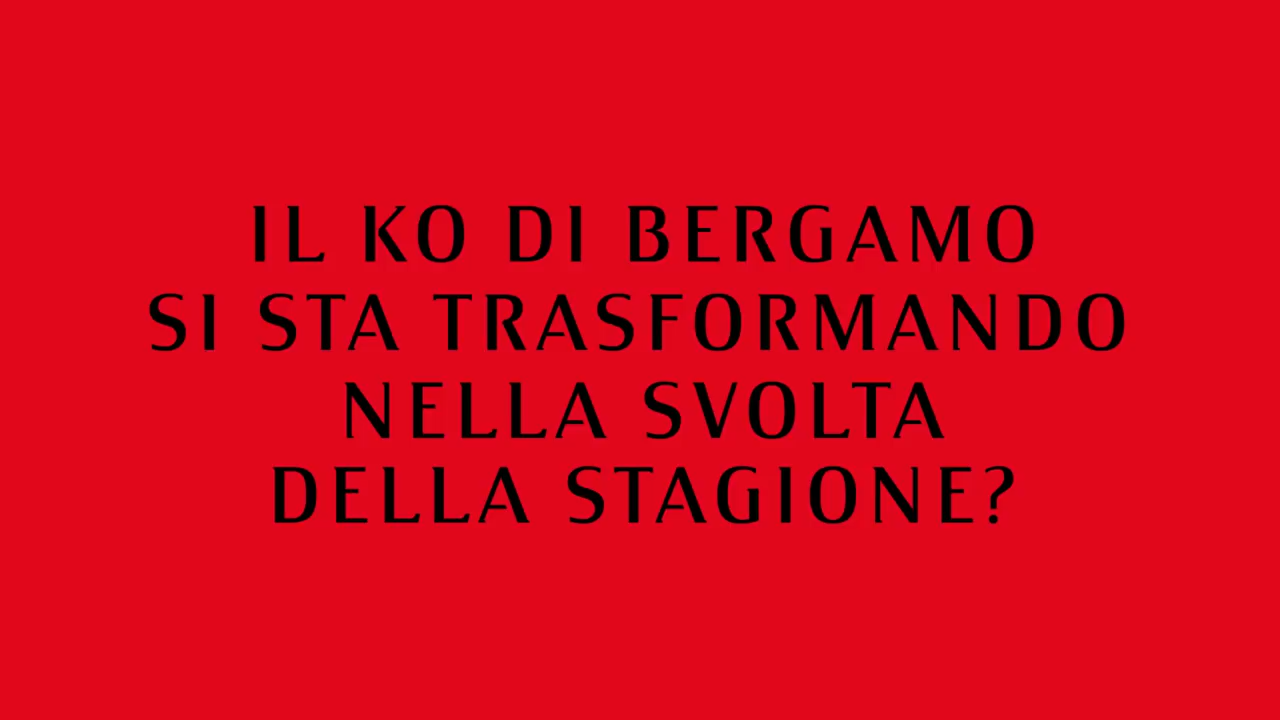 IL KO DI BERGAMO
SI STA TRASFORMANDO
NELLA SVOLTA
DELLA STAGIONE?